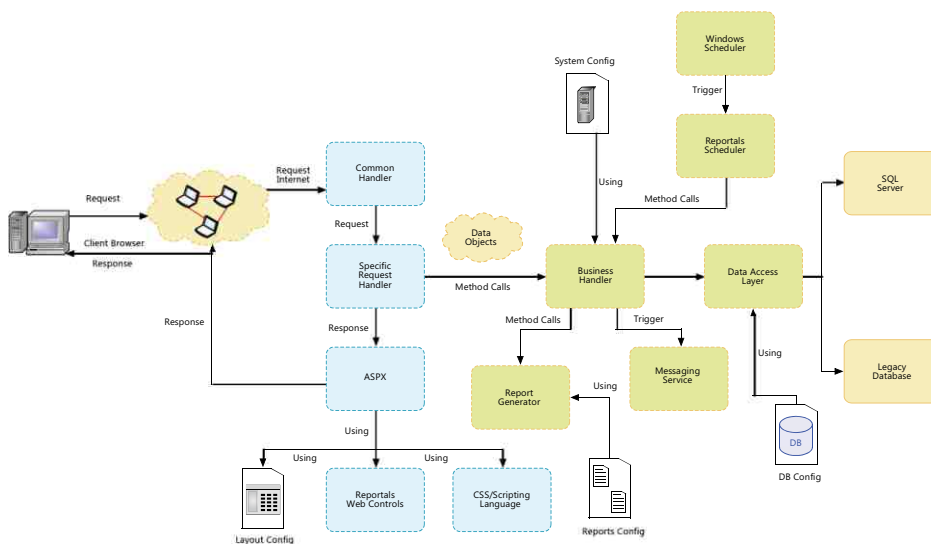 Windows
Scheduler
System Config
Trigger
Reportals
Scheduler
Request
Internet
Common
Handler
Using
SQL
Server
Request
Method Calls
Request
Data
Objects
Client Browser
Response
Specific
Request
Handler
Method Calls
Business
Handler
Data Access
Layer
Response
Response
Method Calls
Trigger
Using
ASPX
Report
Generator
Using
Messaging
Service
Legacy
Database
Using
DB
Using
Using
DB Config
Reportals
Web Controls
CSS/Scripting
Language
Layout Config
Reports Config